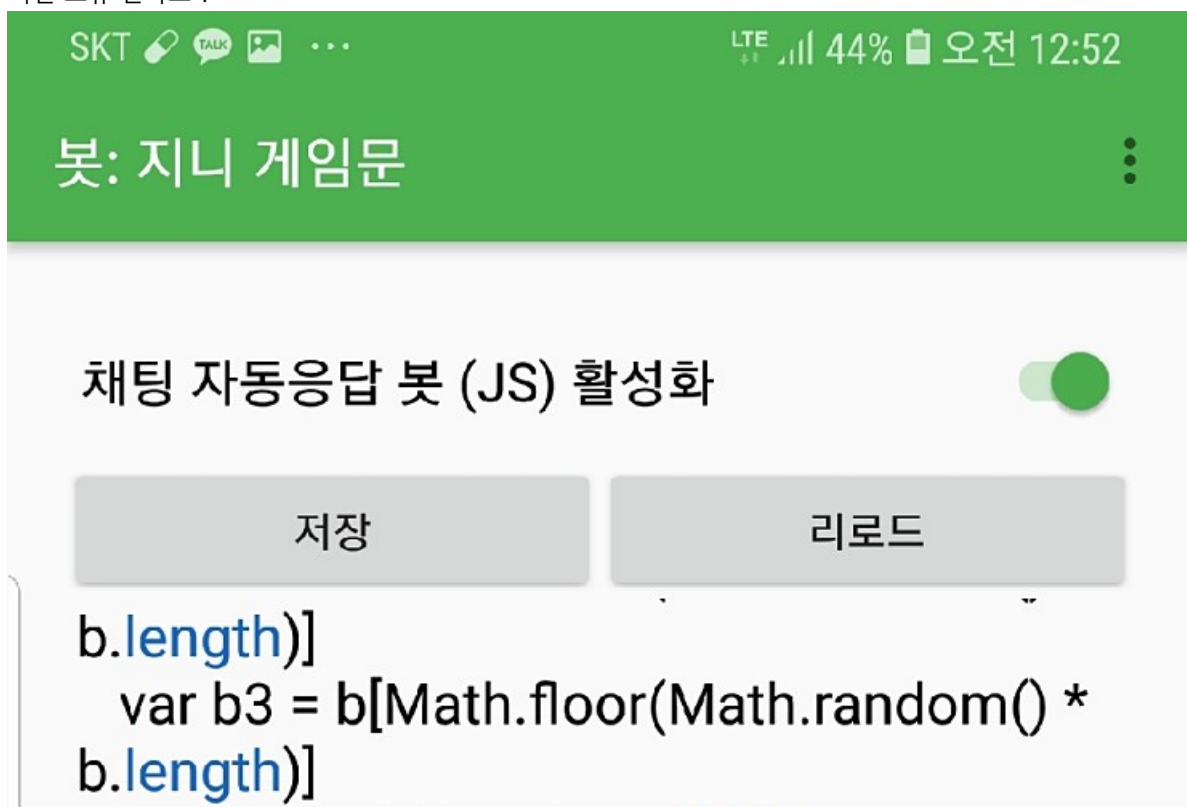 SKT TALK ... LTE 44% 오전 12:52
봇: 지니 게임문
채팅 자동응답 봇 (JS) 활성화
저장 리로드
b.length)]
var b3 = b[Math.floor(Math.random() *
b.length)]